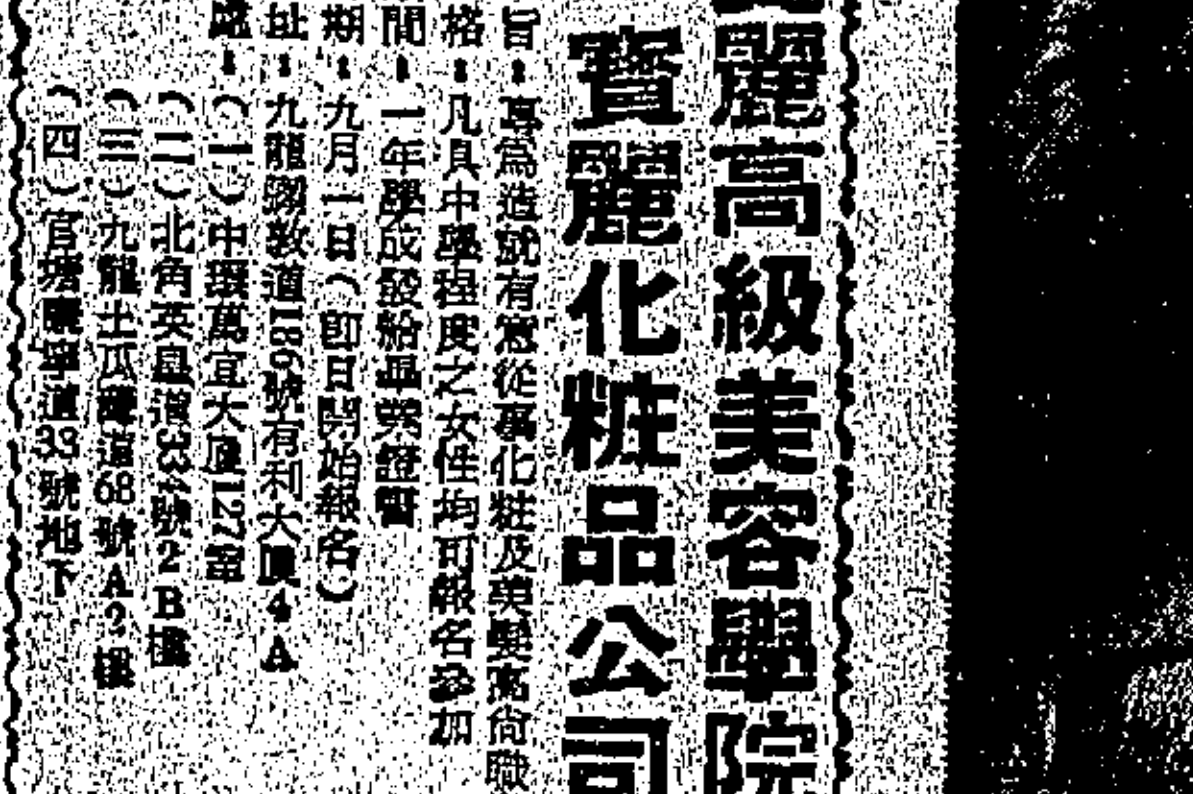 麗高級美容學院
寶麗化粧品公司
旨：專為造就有意從事化粧及美髮高尚職
格：凡具中學程度之女性均可報名參加
間：一年學成發給畢業證書
期：九月一日（卽日開始報名）
址：九龍彌敦道186號有利大廈4A
處：（一）中環萬宜大廈127室
（二）北角英皇道334號2B樓
（三）九龍土瓜灣道68號A2樓
（四）官塘曉寧道33號地下